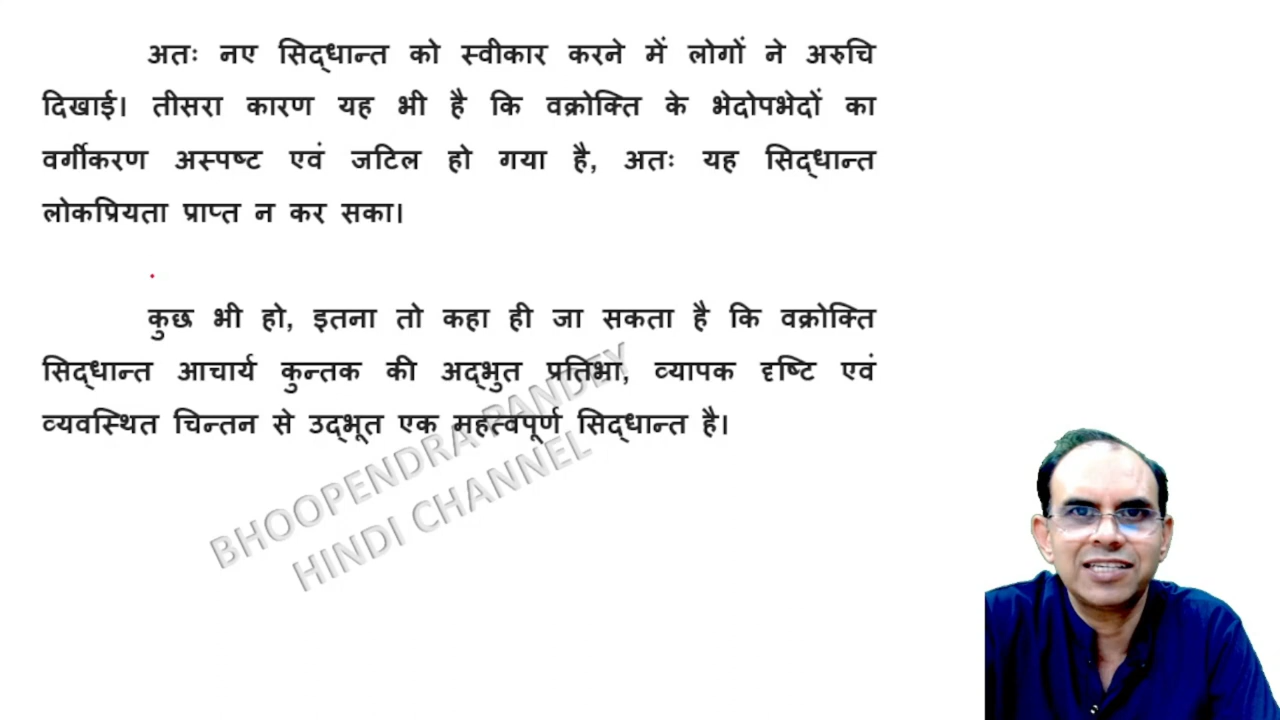 अतः नए सिद्धान्त को स्वीकार करने में लोगों ने अरुचि
दिखाई। तीसरा कारण यह भी है कि वक्रोक्ति के भेदोपभेदों का
वर्गीकरण अस्पष्ट एवं जटिल हो गया है, अतः यह सिद्धान्त
लोकप्रियता प्राप्त न कर सका।
कुछ भी हो, इतना तो कहा ही जा सकता है कि वक्रोक्ति
सिद्धान्त आचार्य कुन्तक की अद्भुत प्रतिभा, व्यापक दृष्टि एवं
व्यवस्थित चिन्तन से उद्भूत एक महत्वपूर्ण सिद्धान्त है।
BHOOPENDRA PANDEY
HINDI CHANNEL